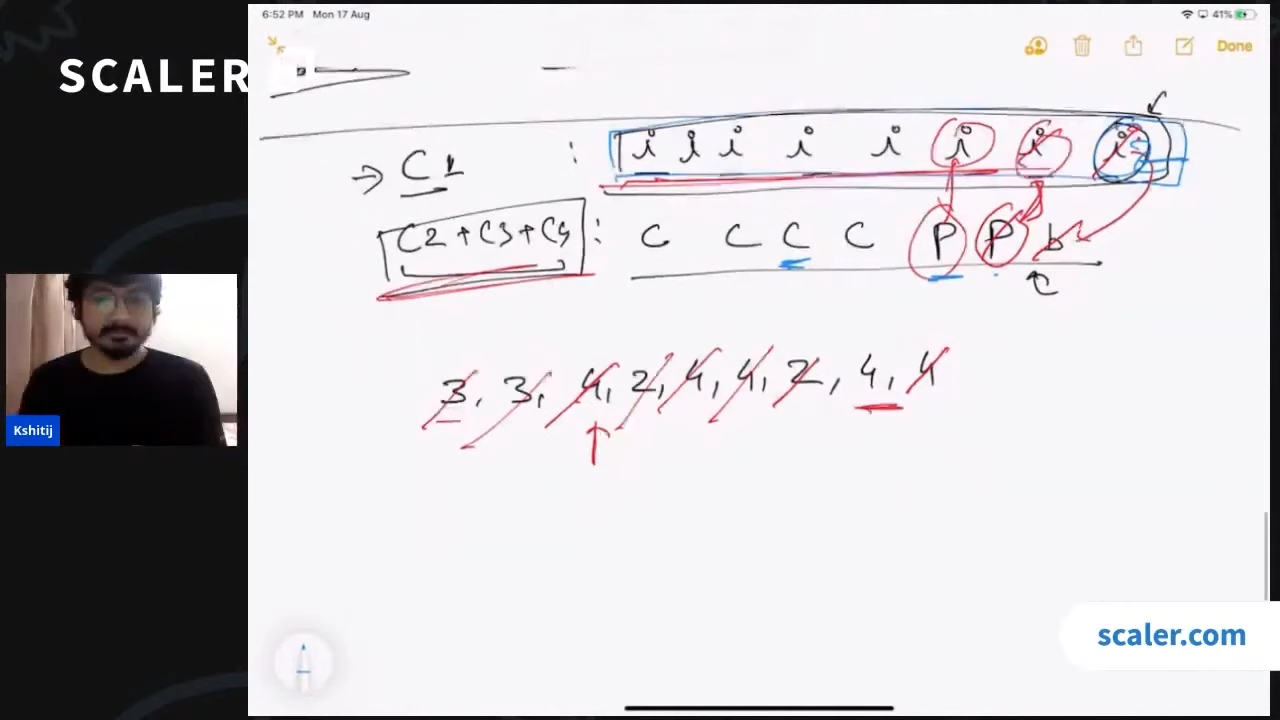 6:52 PM Mon 17 Aug 41%
SCALER
Done
→ C1 : i i i i i i i i
C2 + C3 + C4 : C C C C P P b
3, 3, 4, 2, 4, 4, 2, 4, 4
Kshitij
scaler.com